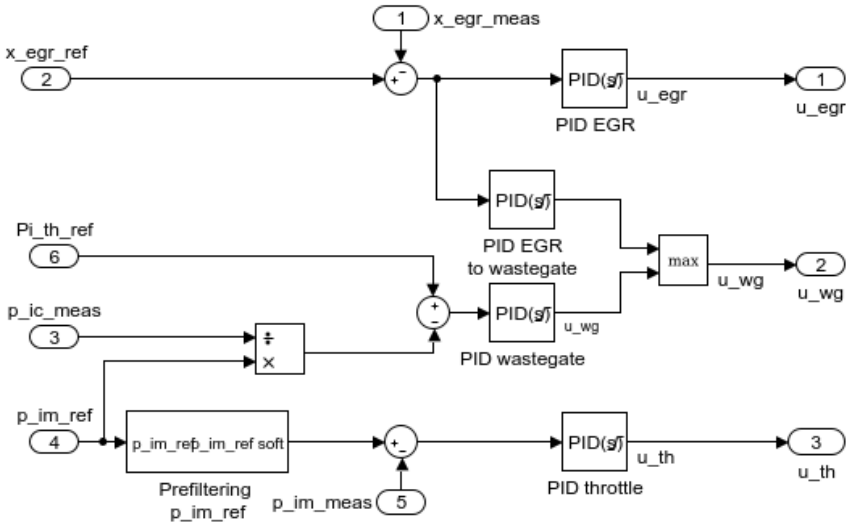 1
x_egr_meas
x_egr_ref
2
+
−
PID(s)
PID EGR
u_egr
1
u_egr
PID(s)
PID EGR
to wastegate
Pi_th_ref
6
max
u_wg
2
u_wg
+
−
PID(s)
u_wg
PID wastegate
p_ic_meas
3
÷
×
p_im_ref
4
p_im_ref
p_im_ref soft
Prefiltering
p_im_ref
+
−
p_im_meas
5
PID(s)
PID throttle
u_th
3
u_th